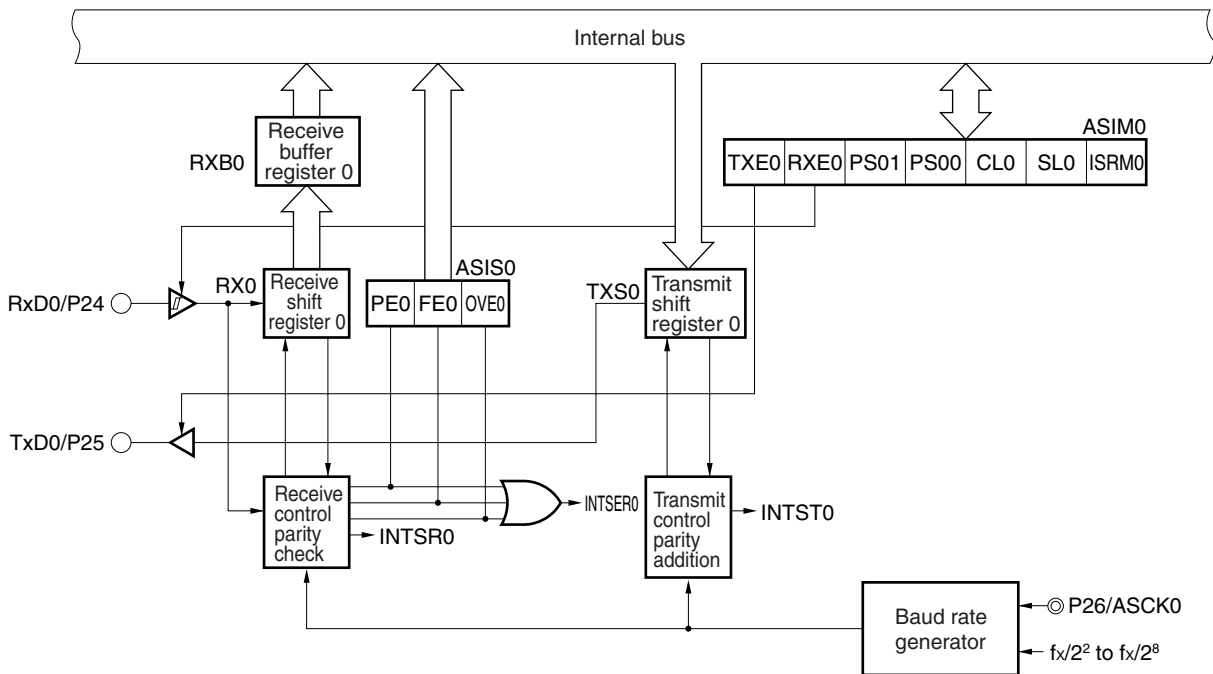 Internal bus
ASIM0
TXE0 RXE0 PS01 PS00 CL0 SL0 ISRM0
RXB0
Receive
buffer
register 0
RX0
Receive
shift
register 0
ASIS0
PE0 FE0 OVE0
TXS0
Transmit
shift
register 0
RxD0/P24
TxD0/P25
Receive
control
parity
check
INTSR0
INTSER0
Transmit
control
parity
addition
INTST0
Baud rate
generator
P26/ASCK0
fx/2² to fx/2⁸